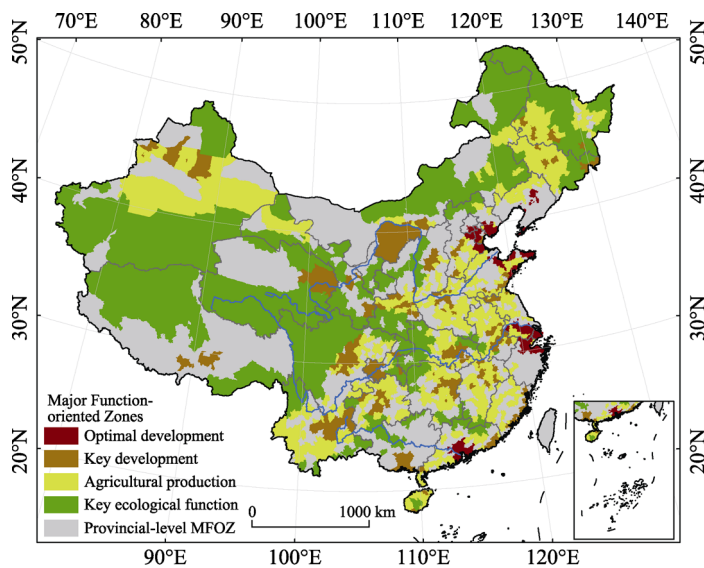 70°E 80°E 90°E 100°E 110°E 120°E 130°E 140°E
50°N 50°N
40°N 40°N
30°N 30°N
20°N 20°N
Major Function-
oriented Zones
Optimal development
Key development
Agricultural production
Key ecological function
Provincial-level MFOZ
0 1000 km
90°E 100°E 110°E 120°E